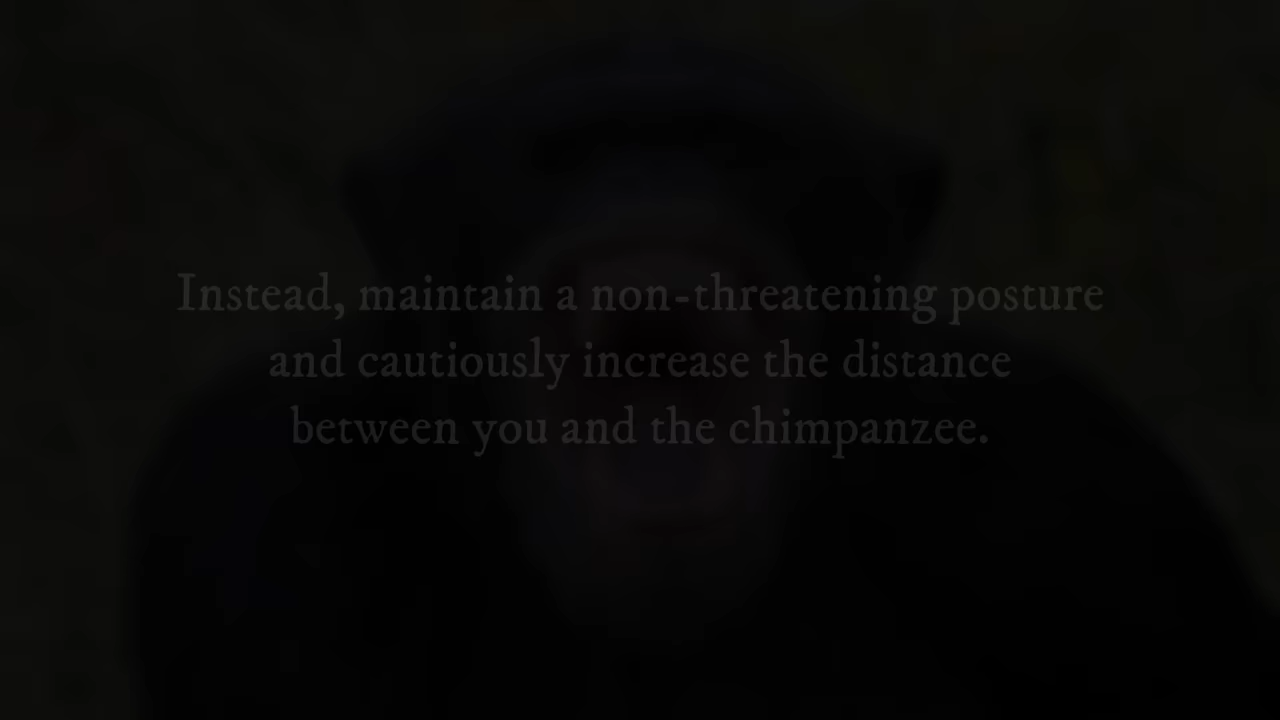 Instead, maintain a non-threatening posture
and cautiously increase the distance
between you and the chimpanzee.